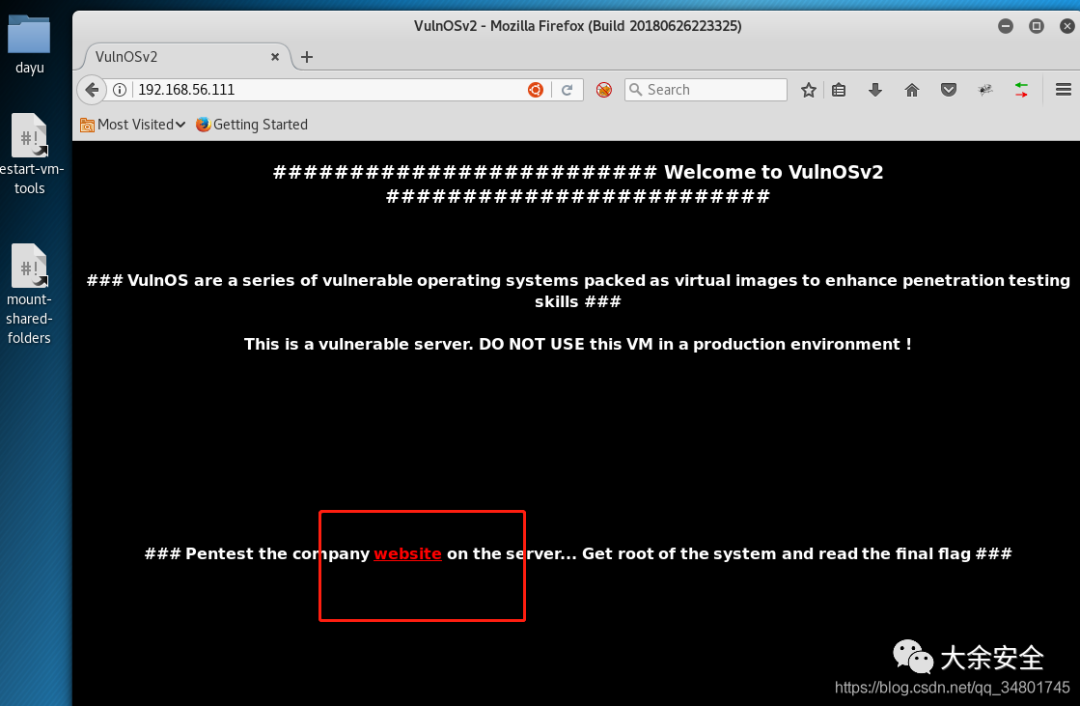 VulnOSv2 - Mozilla Firefox (Build 20180626223325)
dayu
VulnOSv2
192.168.56.111
Search
Most Visited
Getting Started
#!
estart-vm-
tools
######################### Welcome to VulnOSv2
#########################
#!
mount-
shared-
folders
### VulnOS are a series of vulnerable operating systems packed as virtual images to enhance penetration testing
skills ###
This is a vulnerable server. DO NOT USE this VM in a production environment !
### Pentest the company website on the server... Get root of the system and read the final flag ###
大余安全
https://blog.csdn.net/qq_34801745